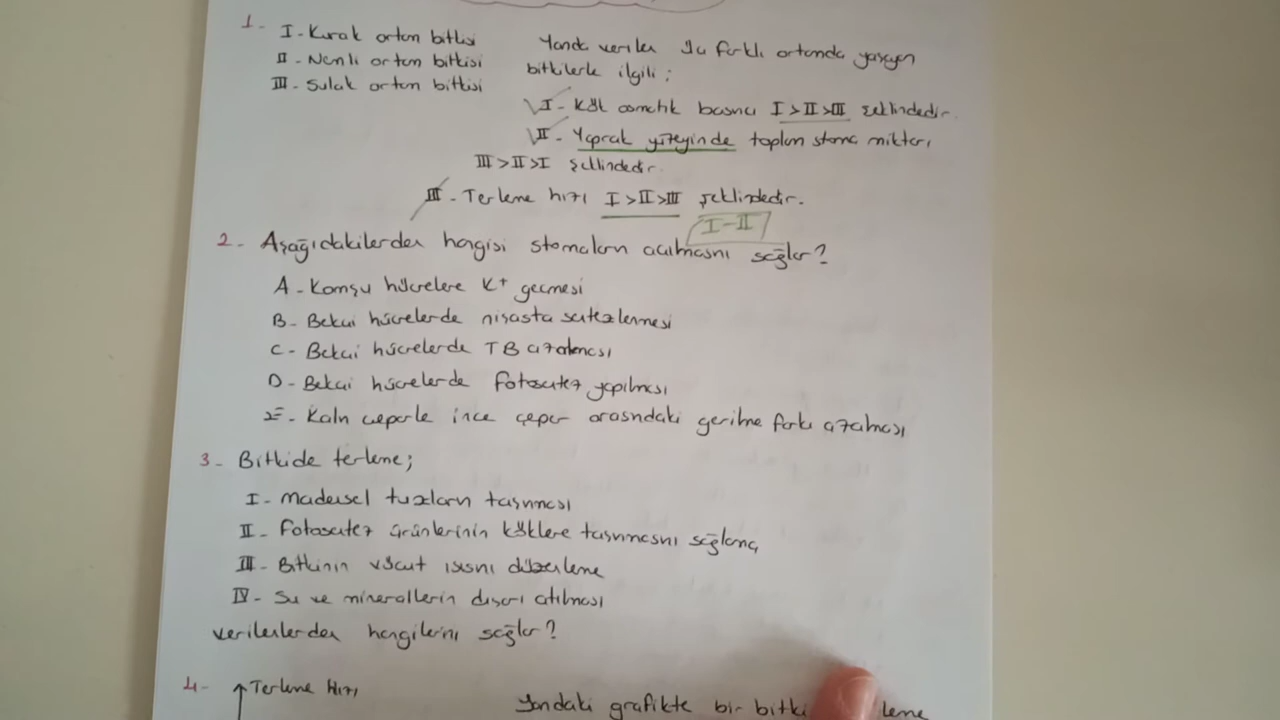 1- I- Kurak ortam bitkisi
II- Nemli ortam bitkisi
III- Sulak ortam bitkisi
Yanda verilen üç farklı ortamda yaşayan
bitkilerle ilgili;
I- Kök osmotik basıncı I>II>III şeklindedir.
II- Yaprak yüzeyinde toplam stoma miktarı
III>II>I şeklindedir.
III- Terleme hızı I>II>III şeklindedir.
I-II
2- Aşağıdakilerden hangisi stomaların açılmasını sağlar?
A- Komşu hücrelere K+ geçmesi
B- Bekçi hücrelerde nişasta sentezlenmesi
C- Bekçi hücrelerde TB azalması
D- Bekçi hücrelerde fotosentez yapılması
E- Kalın çeperle ince çeper arasındaki gerilme farkı azalması
3- Bitkide terleme;
I- madensel tuzların taşınması
II- Fotosentez ürünlerinin köklere taşınmasını sağlama
III- Bitkinin vücut ısısını düzenleme
IV- Su ve minerallerin dışarı atılması
verilenlerden hangilerini sağlar?
4- Terleme Hızı
Yandaki grafikte bir bitki leme